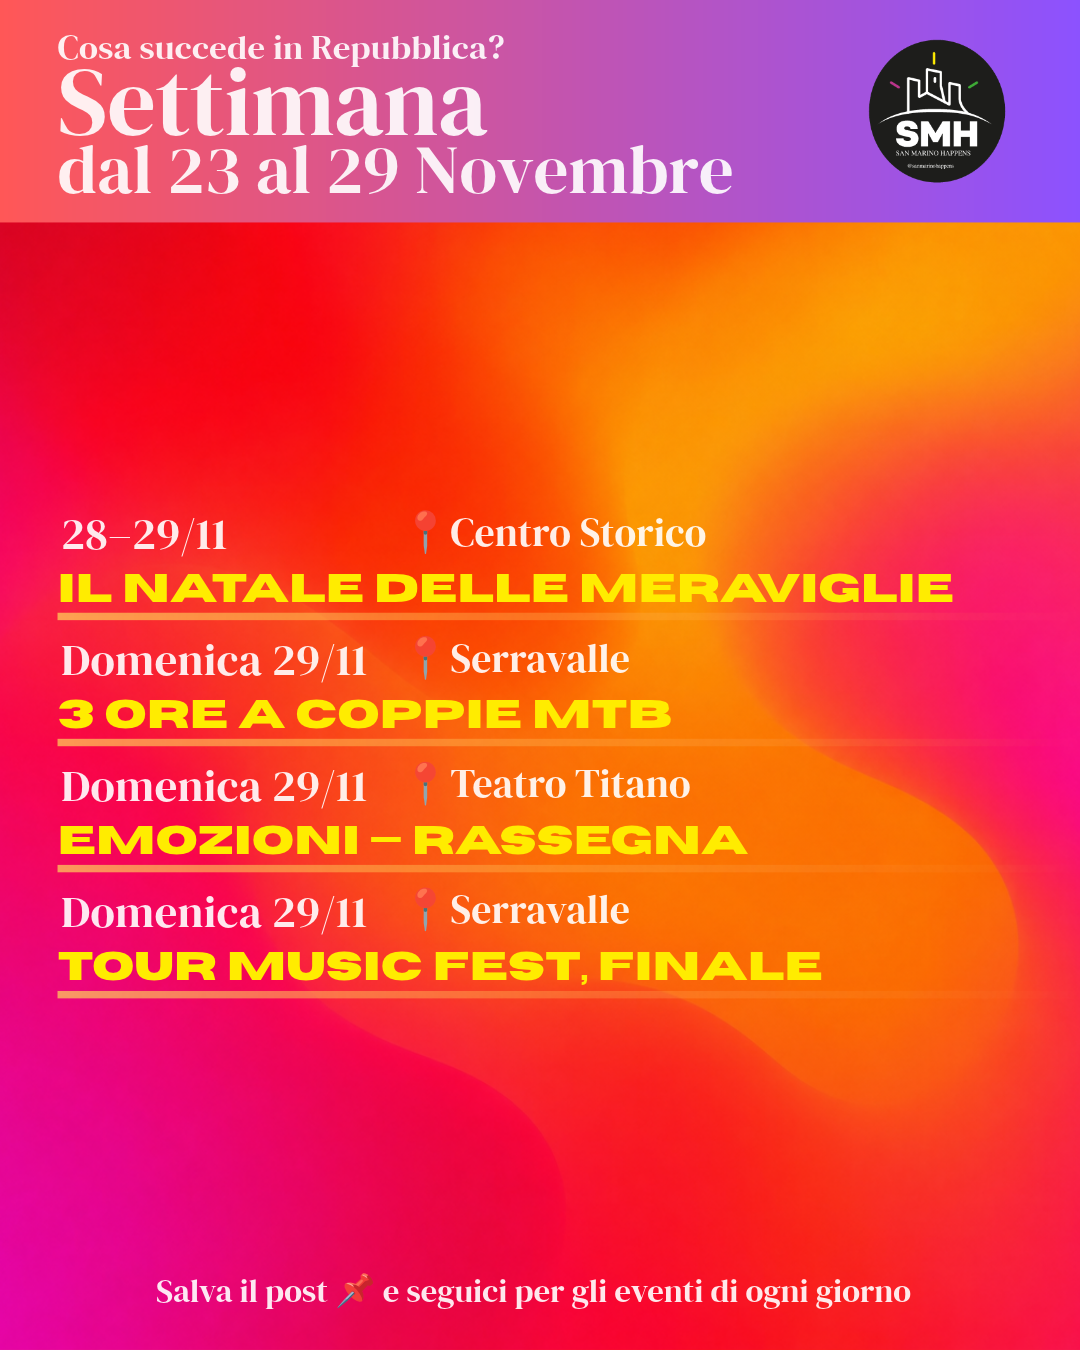 Cosa succede in Repubblica?
Settimana
dal 23 al 29 Novembre
SMH
SAN MARINO HAPPENS
@sanmarinohappens
28–29/11 📍 Centro Storico
IL NATALE DELLE MERAVIGLIE
Domenica 29/11 📍 Serravalle
3 ORE A COPPIE MTB
Domenica 29/11 📍 Teatro Titano
EMOZIONI – RASSEGNA
Domenica 29/11 📍 Serravalle
TOUR MUSIC FEST, FINALE
Salva il post 📌 e seguici per gli eventi di ogni giorno